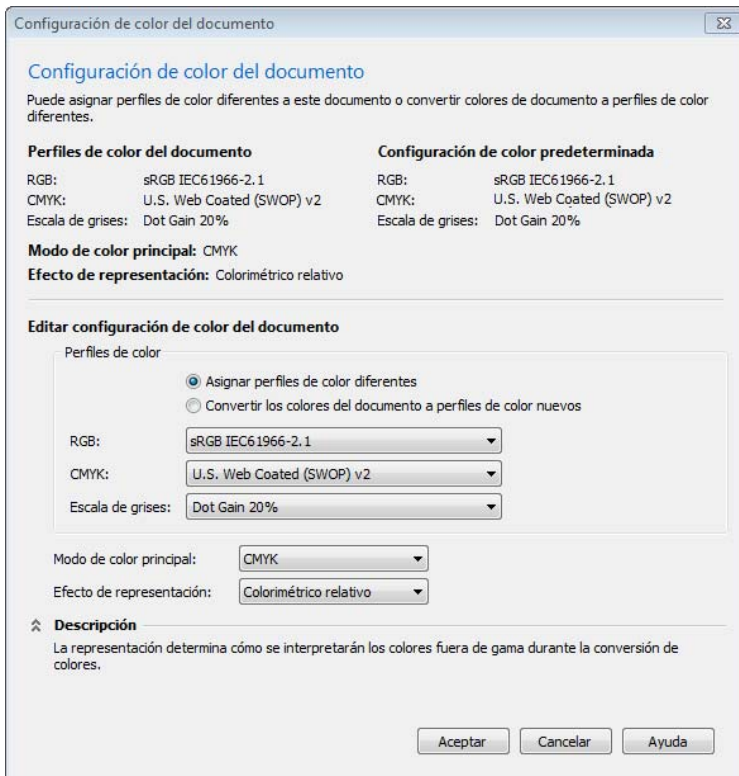 Configuración de color del documento
Configuración de color del documento
Puede asignar perfiles de color diferentes a este documento o convertir colores de documento a perfiles de color
diferentes.
Perfiles de color del documento
RGB: sRGB IEC61966-2.1
CMYK: U.S. Web Coated (SWOP) v2
Escala de grises: Dot Gain 20%
Configuración de color predeterminada
RGB: sRGB IEC61966-2.1
CMYK: U.S. Web Coated (SWOP) v2
Escala de grises: Dot Gain 20%
Modo de color principal: CMYK
Efecto de representación: Colorimétrico relativo
Editar configuración de color del documento
Perfiles de color
Asignar perfiles de color diferentes
Convertir los colores del documento a perfiles de color nuevos
RGB: sRGB IEC61966-2.1
CMYK: U.S. Web Coated (SWOP) v2
Escala de grises: Dot Gain 20%
Modo de color principal: CMYK
Efecto de representación: Colorimétrico relativo
Descripción
La representación determina cómo se interpretarán los colores fuera de gama durante la conversión de
colores.
Aceptar Cancelar Ayuda